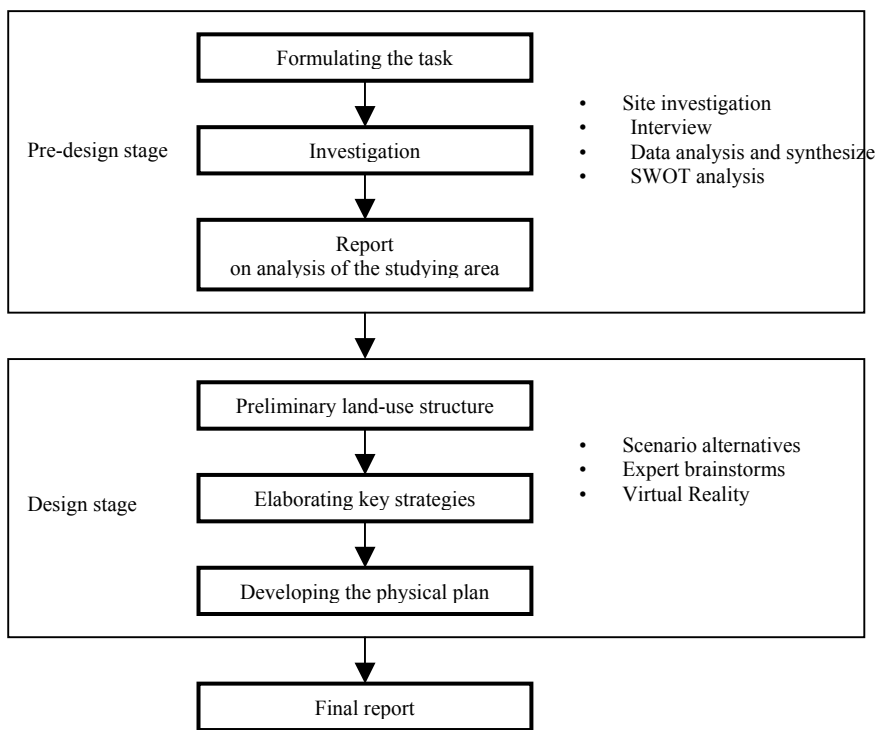 Formulating the task
Pre-design stage
Investigation
Report
on analysis of the studying area
• Site investigation
• Interview
• Data analysis and synthesize
• SWOT analysis
Design stage
Preliminary land-use structure
Elaborating key strategies
Developing the physical plan
• Scenario alternatives
• Expert brainstorms
• Virtual Reality
Final report